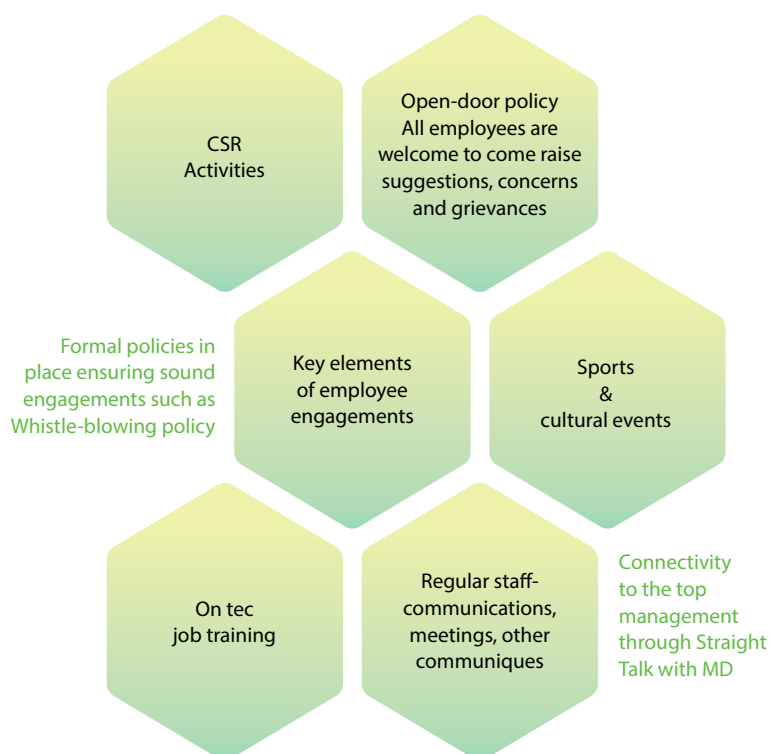 CSR
Activities
Open-door policy
All employees are
welcome to come raise
suggestions, concerns
and grievances
Formal policies in
place ensuring sound
engagements such as
Whistle-blowing policy
Key elements
of employee
engagements
Sports
&
cultural events
On tec
job training
Regular staff-
communications,
meetings, other
communiques
Connectivity
to the top
management
through Straight
Talk with MD